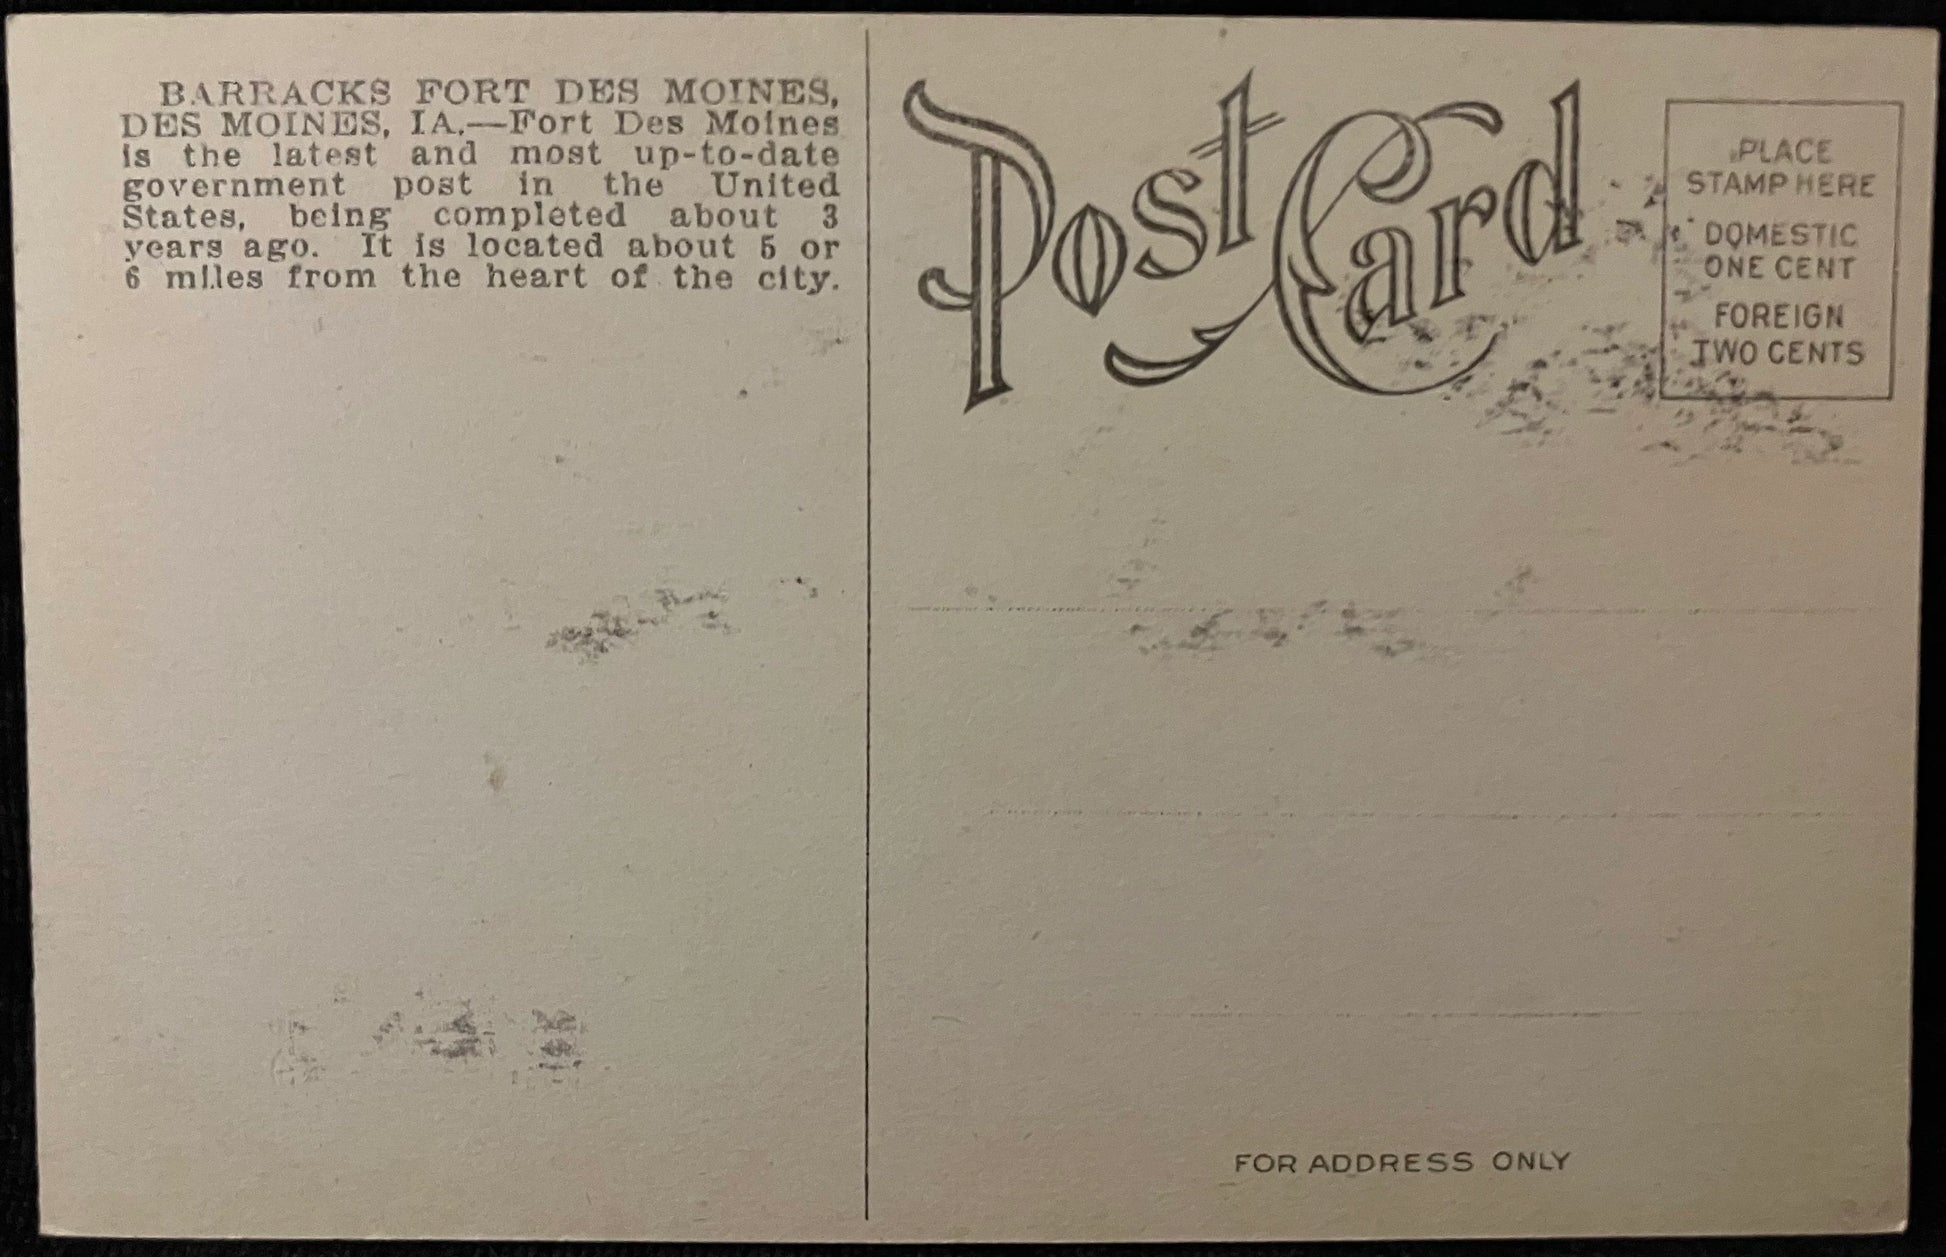 BARRACKS FORT DES MOINES,
DES MOINES, IA.—Fort Des Moines
is the latest and most up-to-date
government post in the United
States, being completed about 3
years ago. It is located about 5 or
6 miles from the heart of the city.
Post Card
PLACE
STAMP HERE
DOMESTIC
ONE CENT
FOREIGN
TWO CENTS
FOR ADDRESS ONLY